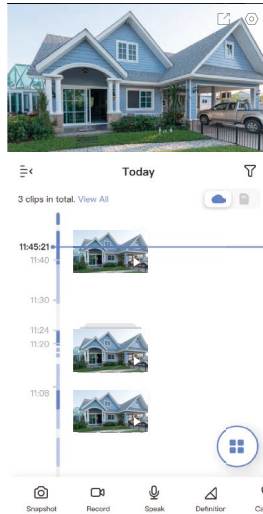 Today
3 clips in total. View All
11:45:21
11:40
11:30
11:24
11:20
11:08
Snapshot
Record
Speak
Definition